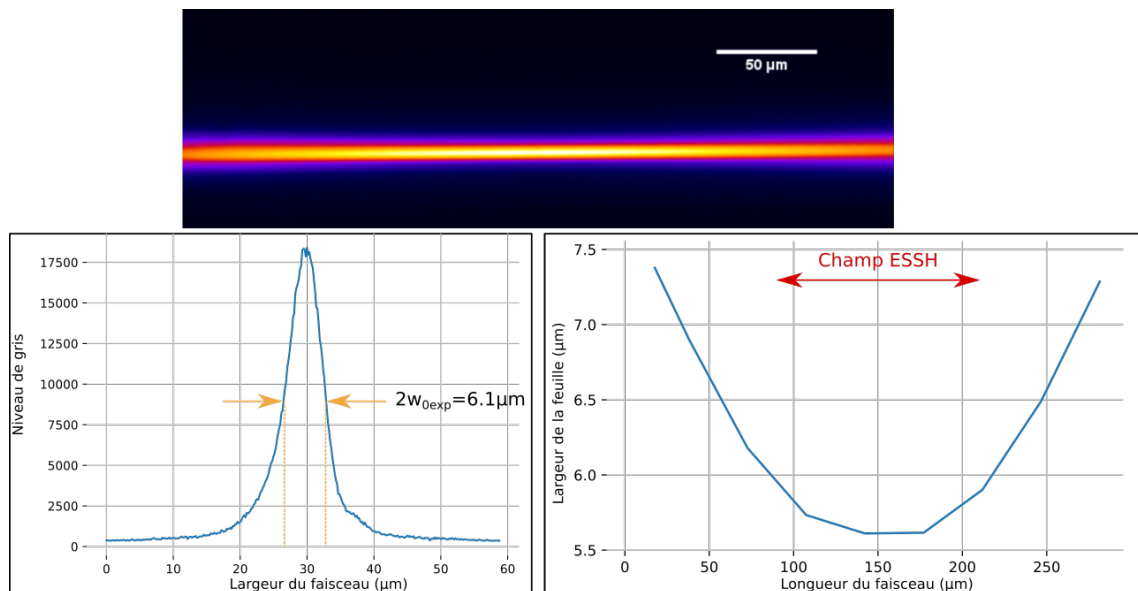 50 µm
17500
15000
12500
10000
7500
5000
2500
0
Niveau de gris
2w0exp=6.1µm
0 10 20 30 40 50 60
Largeur du faisceau (µm)
7.5
7.0
6.5
6.0
5.5
Largeur de la feuille (µm)
Champ ESSH
0 50 100 150 200 250
Longueur du faisceau (µm)